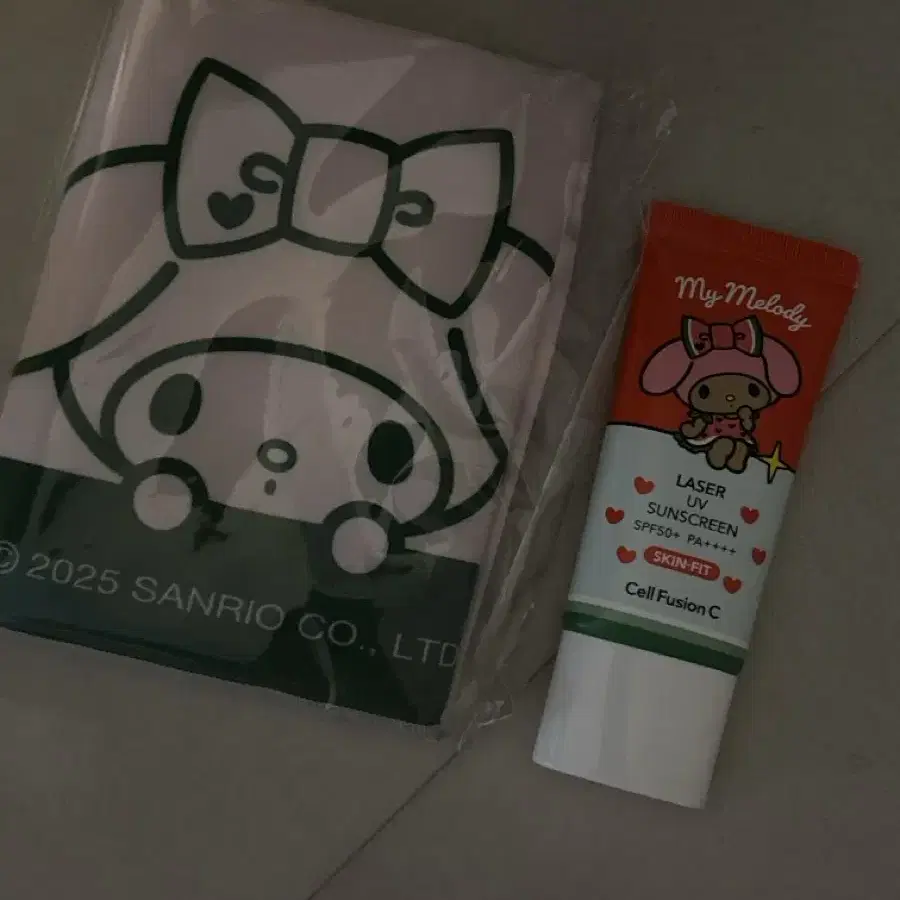 © 2025 SANRIO CO., LTD
My Melody
LASER
UV
SUNSCREEN
SPF50+ PA++++
SKIN-FIT
Cell Fusion C